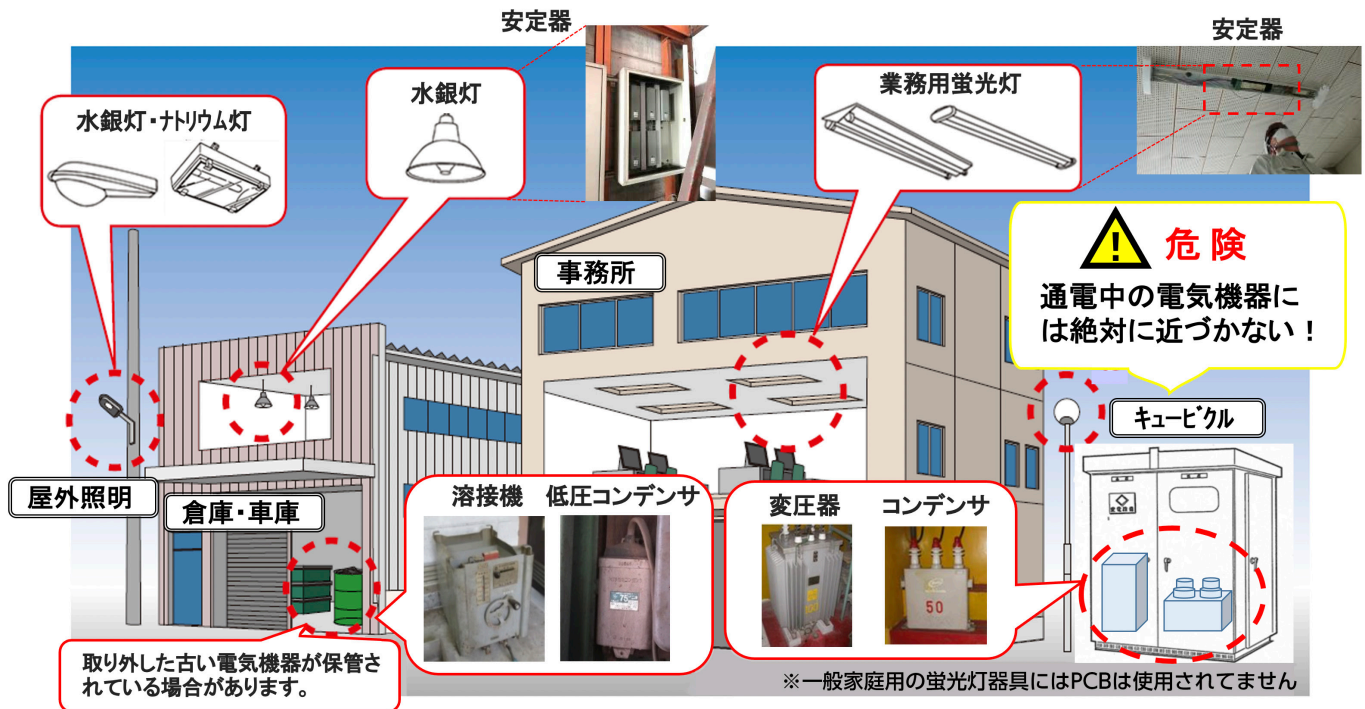 安定器
安定器
水銀灯・ナトリウム灯
水銀灯
業務用蛍光灯
危険
通電中の電気機器に
は絶対に近づかない！
事務所
キュービクル
屋外照明
倉庫・車庫
溶接機
低圧コンデンサ
変圧器
コンデンサ
75
50
変電設備
取り外した古い電気機器が保管さ
れている場合があります。
※一般家庭用の蛍光灯器具にはPCBは使用されてません